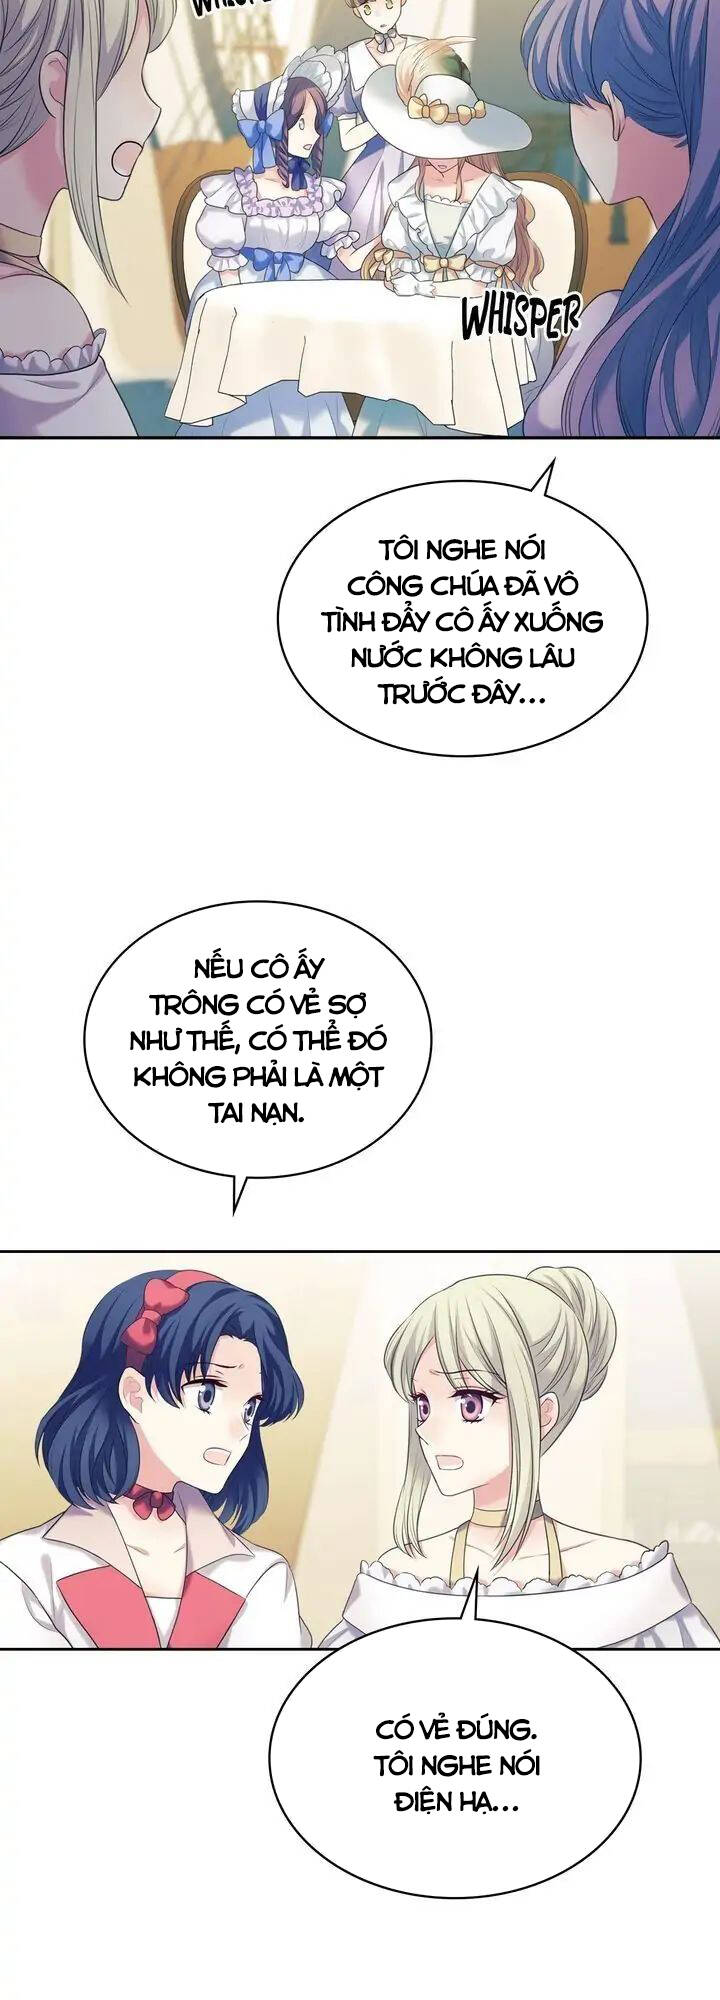 WHISPER
WHISPER
TÔI NGHE NÓI
CÔNG CHÚA ĐÃ VÔ
TÌNH ĐẨY CÔ ẤY XUỐNG
NƯỚC KHÔNG LÂU
TRƯỚC ĐÂY...
NẾU CÔ ẤY
TRÔNG CÓ VẺ SỢ
NHƯ THẾ, CÓ THỂ ĐÓ
KHÔNG PHẢI LÀ MỘT
TAI NẠN.
CÓ VẺ ĐÚNG.
TÔI NGHE NÓI
ĐIỆN HẠ...